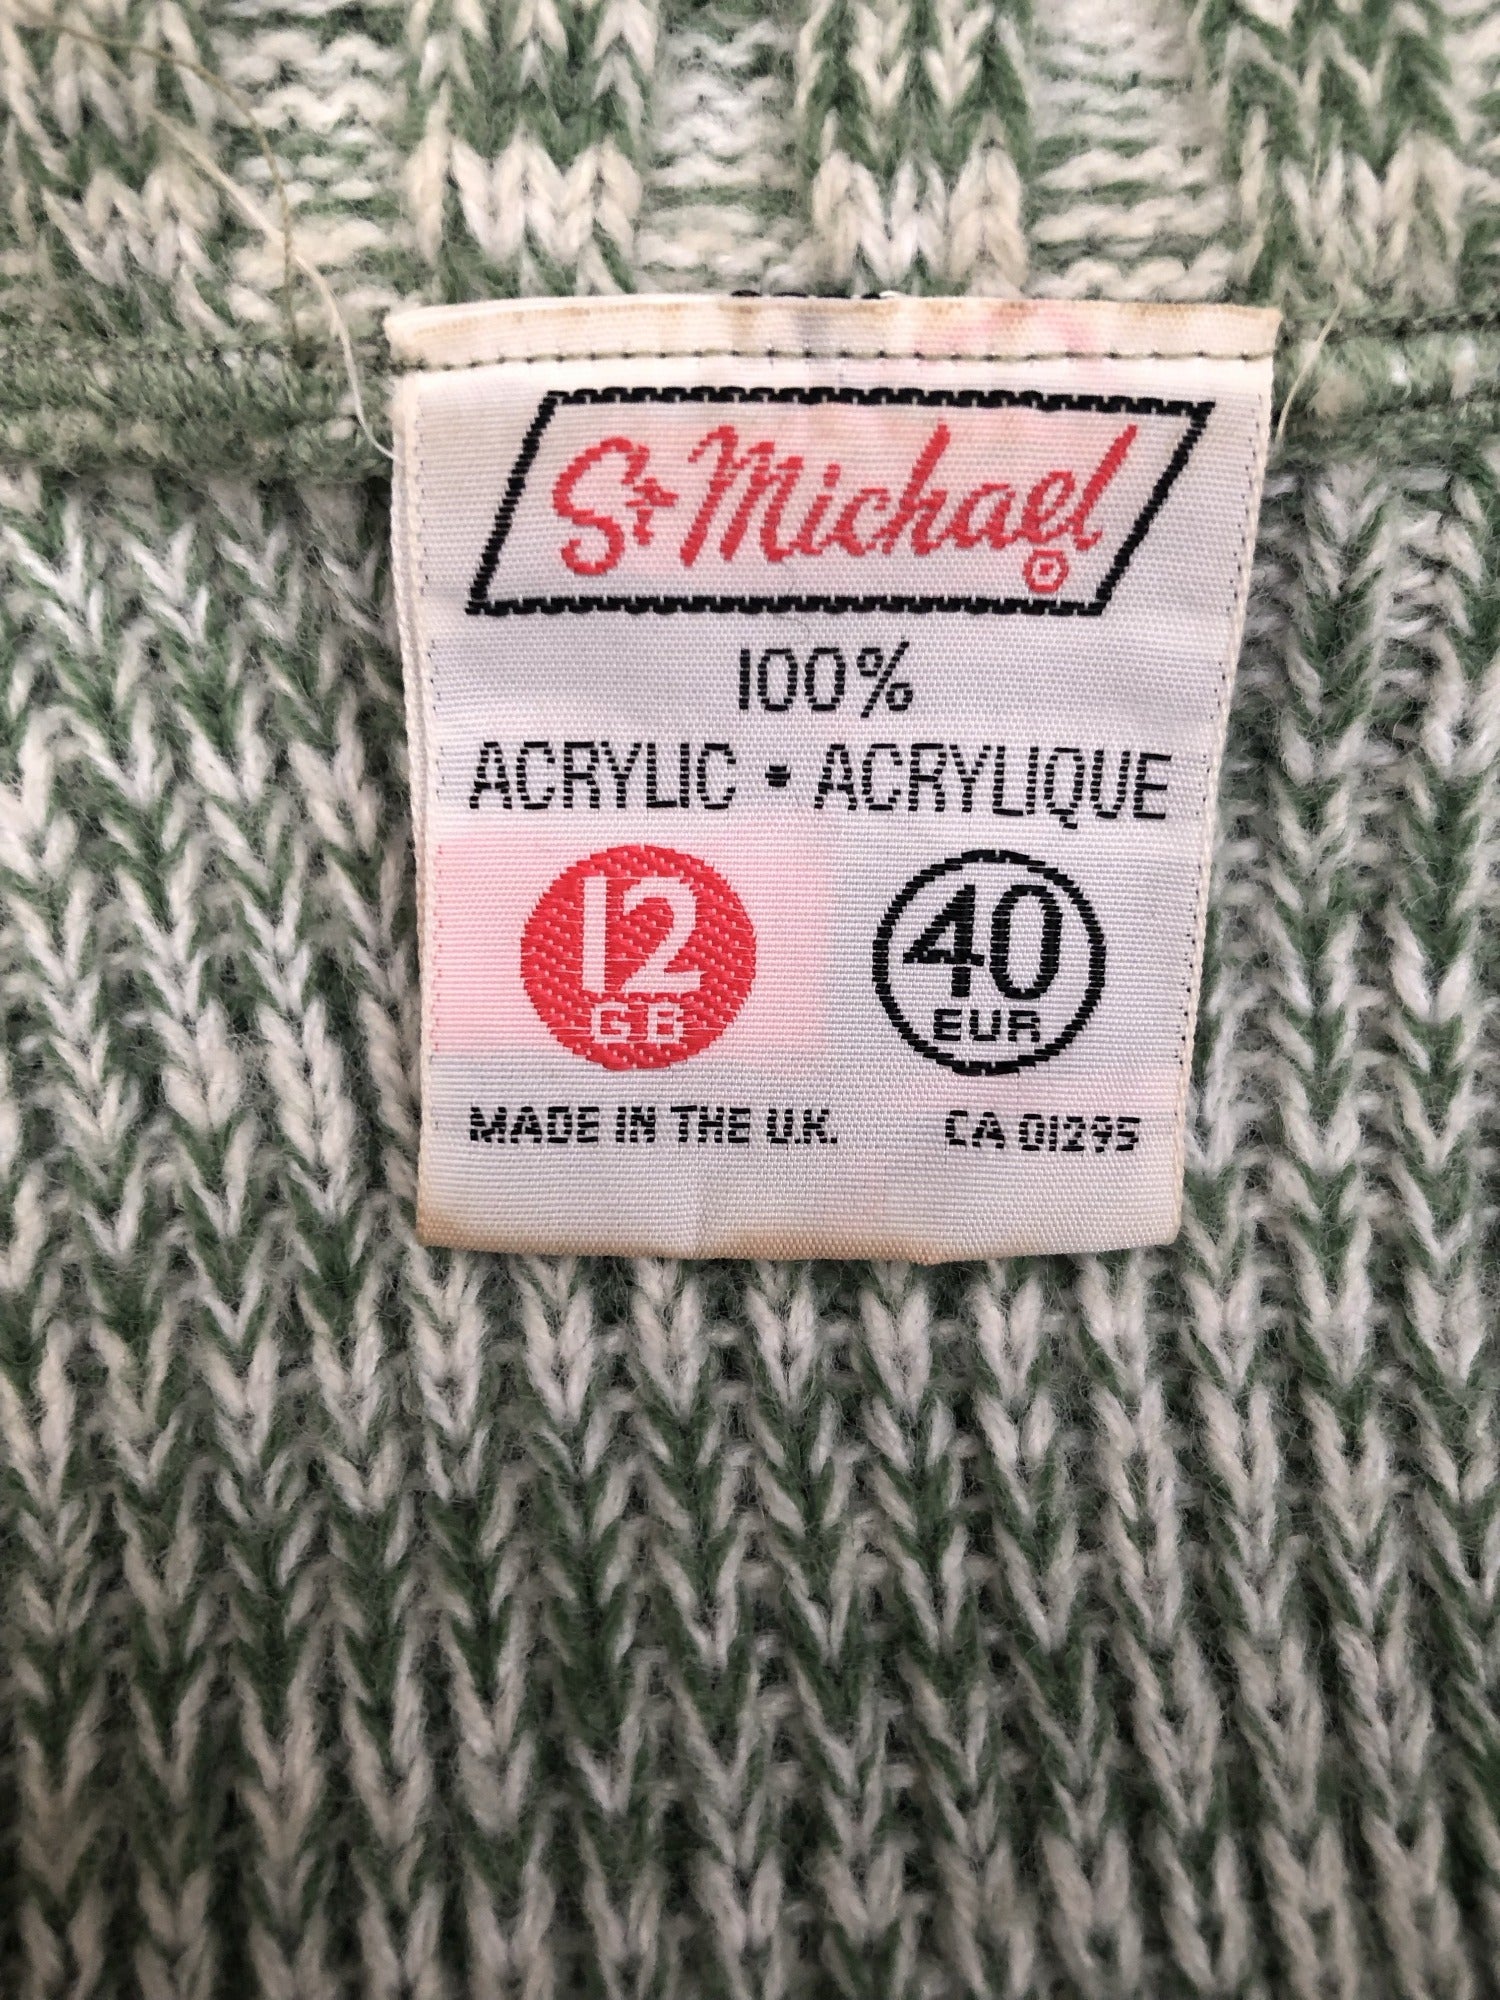 St Michael®
100%
ACRYLIC • ACRYLIQUE
12 40
GB EUR
MADE IN THE U.K. CA 01295